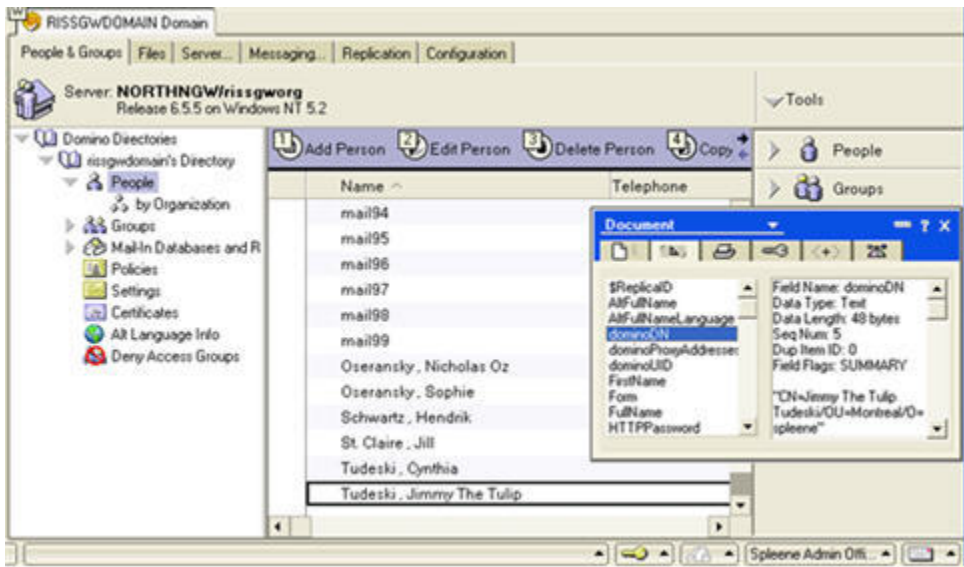 RISSGWDOMAIN Domain
People & Groups Files Server... Messaging... Replication Configuration
Server: NORTHNGW/rissgworg
Release 6.5.5 on Windows NT 5.2
Tools
Domino Directories
rissgwdomain's Directory
People
by Organization
Groups
Mail-In Databases and R
Policies
Settings
Certificates
Alt Language Info
Deny Access Groups
1 Add Person 2 Edit Person 3 Delete Person 4 Copy
Name Telephone
mail94
mail95
mail96
mail97
mail98
mail99
Oseransky, Nicholas Oz
Oseransky, Sophie
Schwartz, Hendrik
St. Claire, Jill
Tudeski, Cynthia
Tudeski, Jimmy The Tulip
People
Groups
Document
? X
<+>
$ReplicaID
AltFullName
AltFullNameLanguage
dominoDN
dominoProxyAddresses
dominoUID
FirstName
Form
FullName
HTTPPassword
Field Name: dominoDN
Data Type: Text
Data Length: 48 bytes
Seq Num: 5
Dup Item ID: 0
Field Flags: SUMMARY
"CN=Jimmy The Tulip
Tudeski/OU=Montreal/O=
spleene"
Spleene Admin Offi...